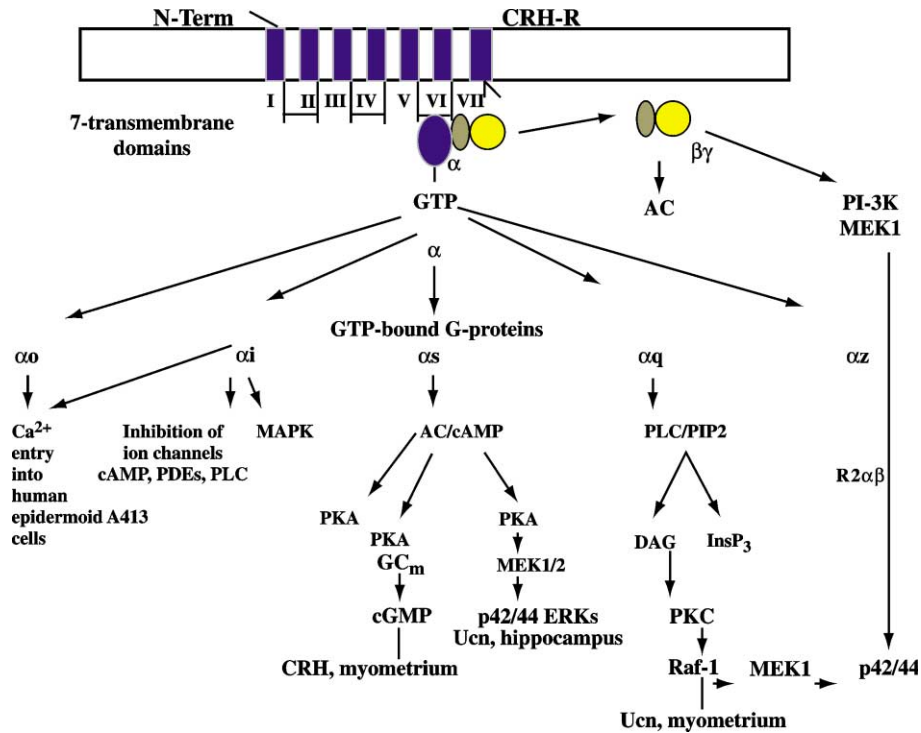 N-Term
CRH-R
I II III IV V VI VII
7-transmembrane
domains
α
βγ
GTP
AC
PI-3K
MEK1
α
GTP-bound G-proteins
αo
αi
αs
αq
αz
Ca2+
entry
into
human
epidermoid A413
cells
Inhibition of
ion channels
cAMP, PDEs, PLC
MAPK
AC/cAMP
PLC/PIP2
R2αβ
PKA
PKA
GCm
cGMP
CRH, myometrium
PKA
MEK1/2
p42/44 ERKs
Ucn, hippocampus
DAG
InsP3
PKC
Raf-1
MEK1
p42/44
Ucn, myometrium